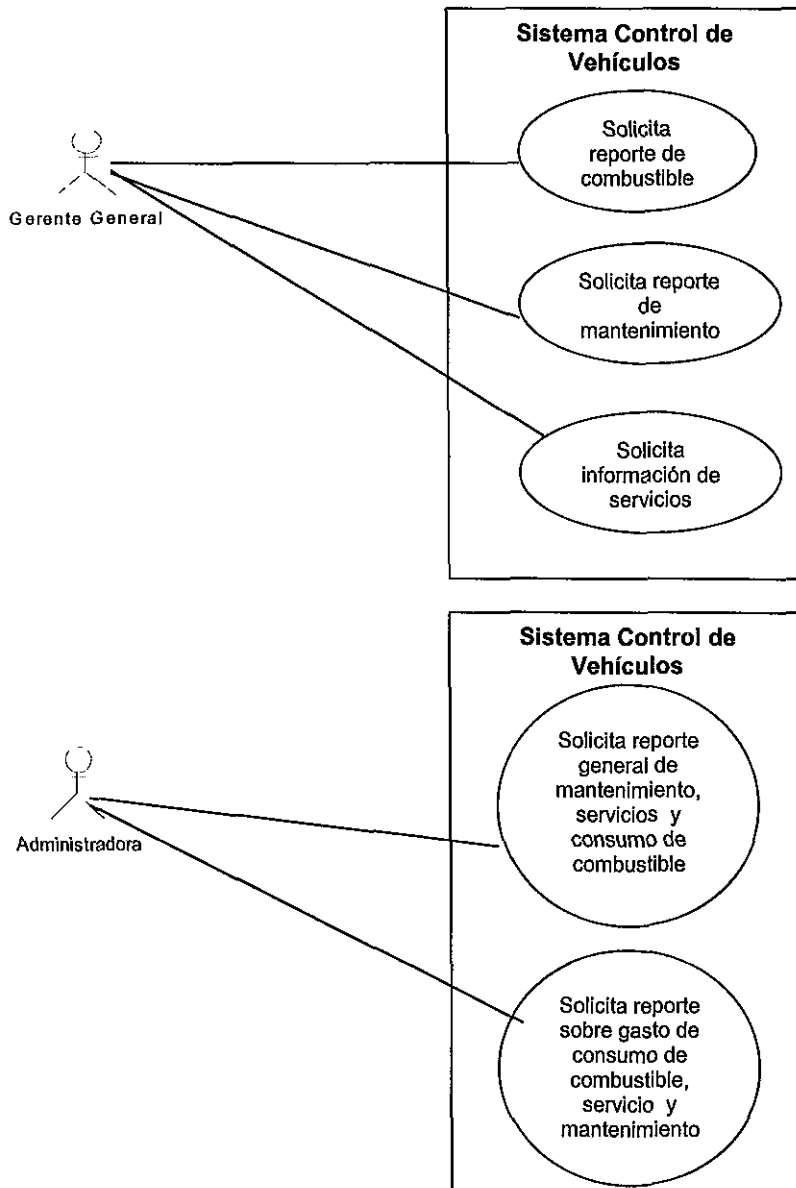 Sistema Control de
Vehículos
Solicita
reporte de
combustible
Gerente General
Solicita reporte
de
mantenimiento
Solicita
información de
servicios
Sistema Control de
Vehículos
Solicita reporte
general de
mantenimiento,
servicios y
consumo de
combustible
Administradora
Solicita reporte
sobre gasto de
consumo de
combustible,
servicio y
mantenimiento